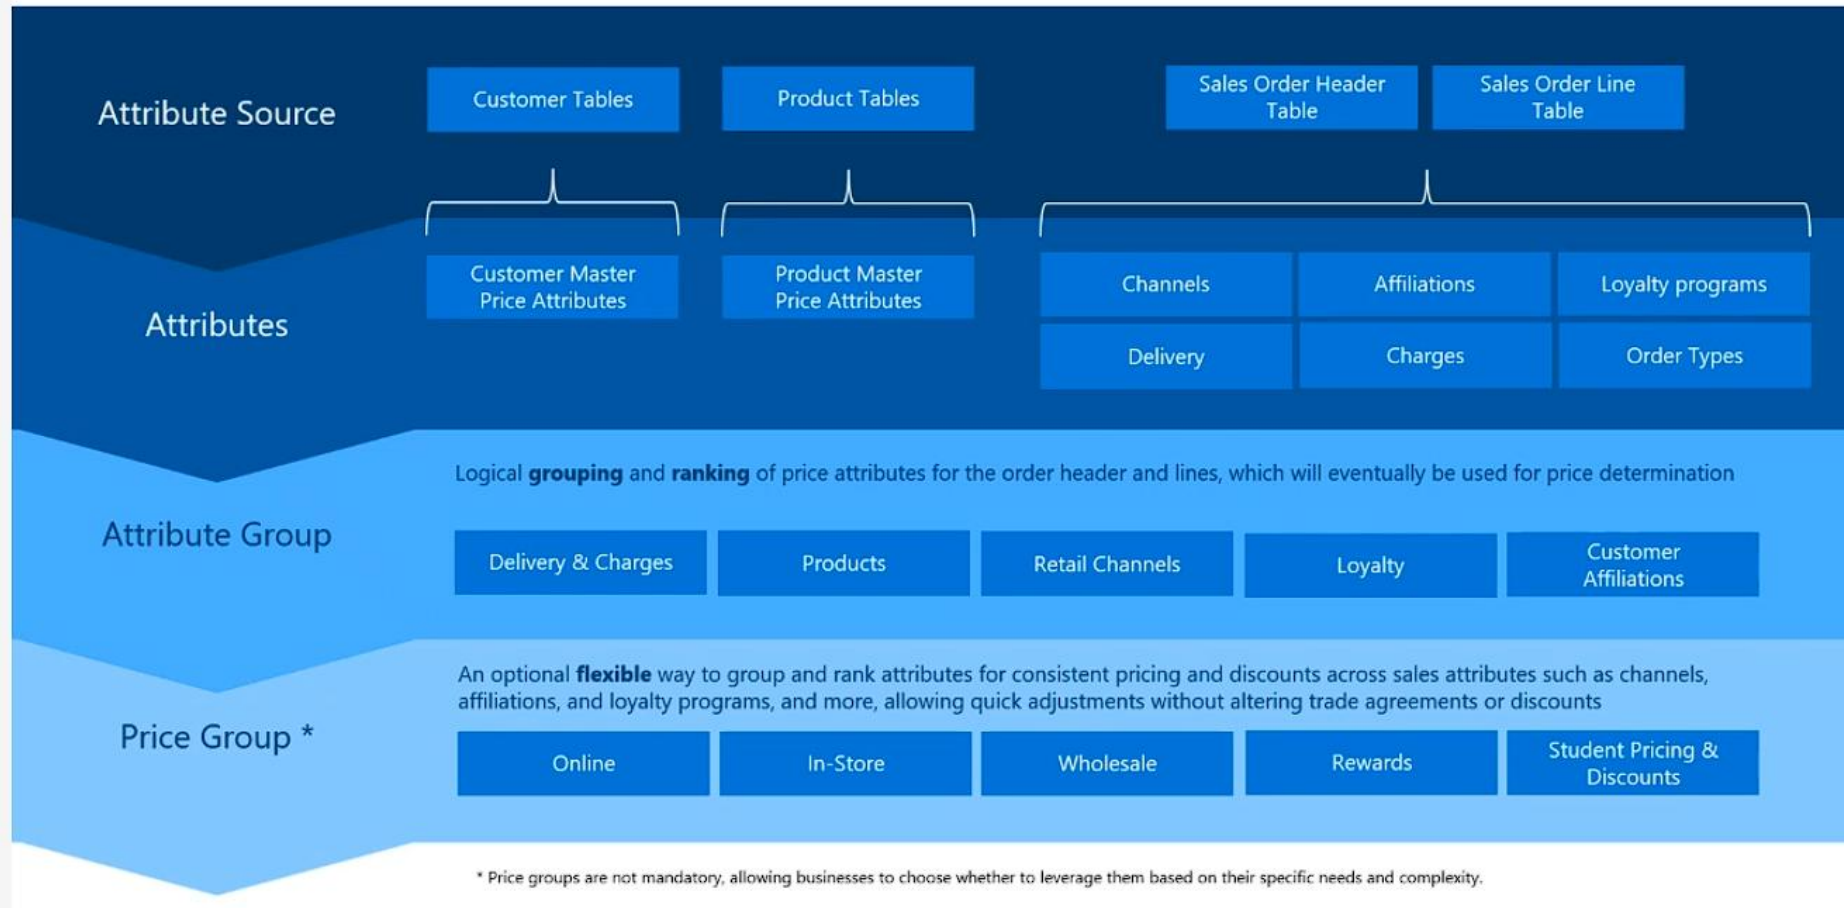 Attribute Source
Customer Tables
Product Tables
Sales Order Header
Table
Sales Order Line
Table
Attributes
Customer Master
Price Attributes
Product Master
Price Attributes
Channels
Affiliations
Loyalty programs
Delivery
Charges
Order Types
Attribute Group
Logical grouping and ranking of price attributes for the order header and lines, which will eventually be used for price determination
Delivery & Charges
Products
Retail Channels
Loyalty
Customer
Affiliations
Price Group *
An optional flexible way to group and rank attributes for consistent pricing and discounts across sales attributes such as channels,
affiliations, and loyalty programs, and more, allowing quick adjustments without altering trade agreements or discounts
Online
In-Store
Wholesale
Rewards
Student Pricing &
Discounts
* Price groups are not mandatory, allowing businesses to choose whether to leverage them based on their specific needs and complexity.